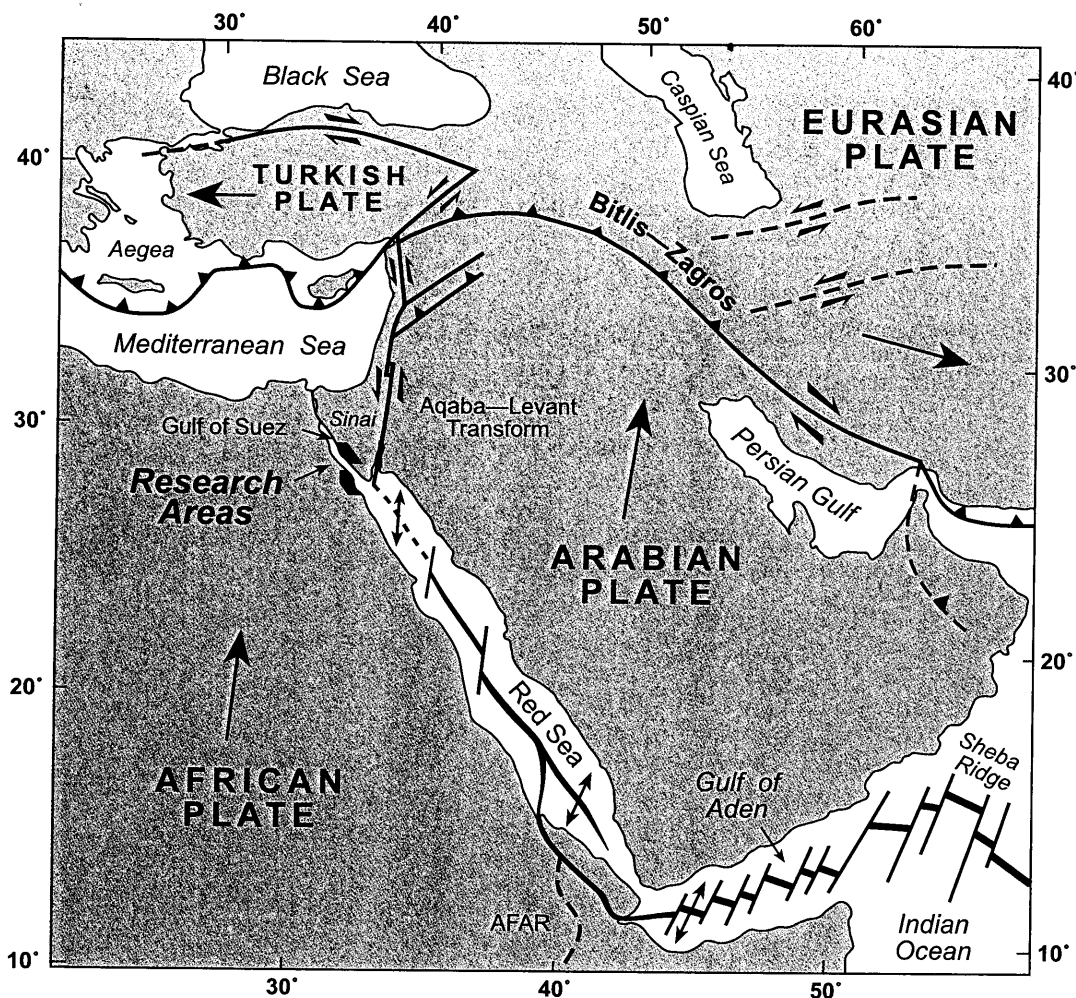 30°
40°
50°
60°
Black Sea
Caspian Sea
EURASIAN
PLATE
40°
40°
TURKISH
PLATE
Aegea
Bitlis—Zagros
Mediterranean Sea
30°
30°
Gulf of Suez
Sinai
Aqaba—Levant
Transform
Research
Areas
Persian Gulf
ARABIAN
PLATE
20°
20°
Red Sea
AFRICAN
PLATE
Gulf of
Aden
Sheba
Ridge
AFAR
Indian
Ocean
10°
10°
30°
40°
50°